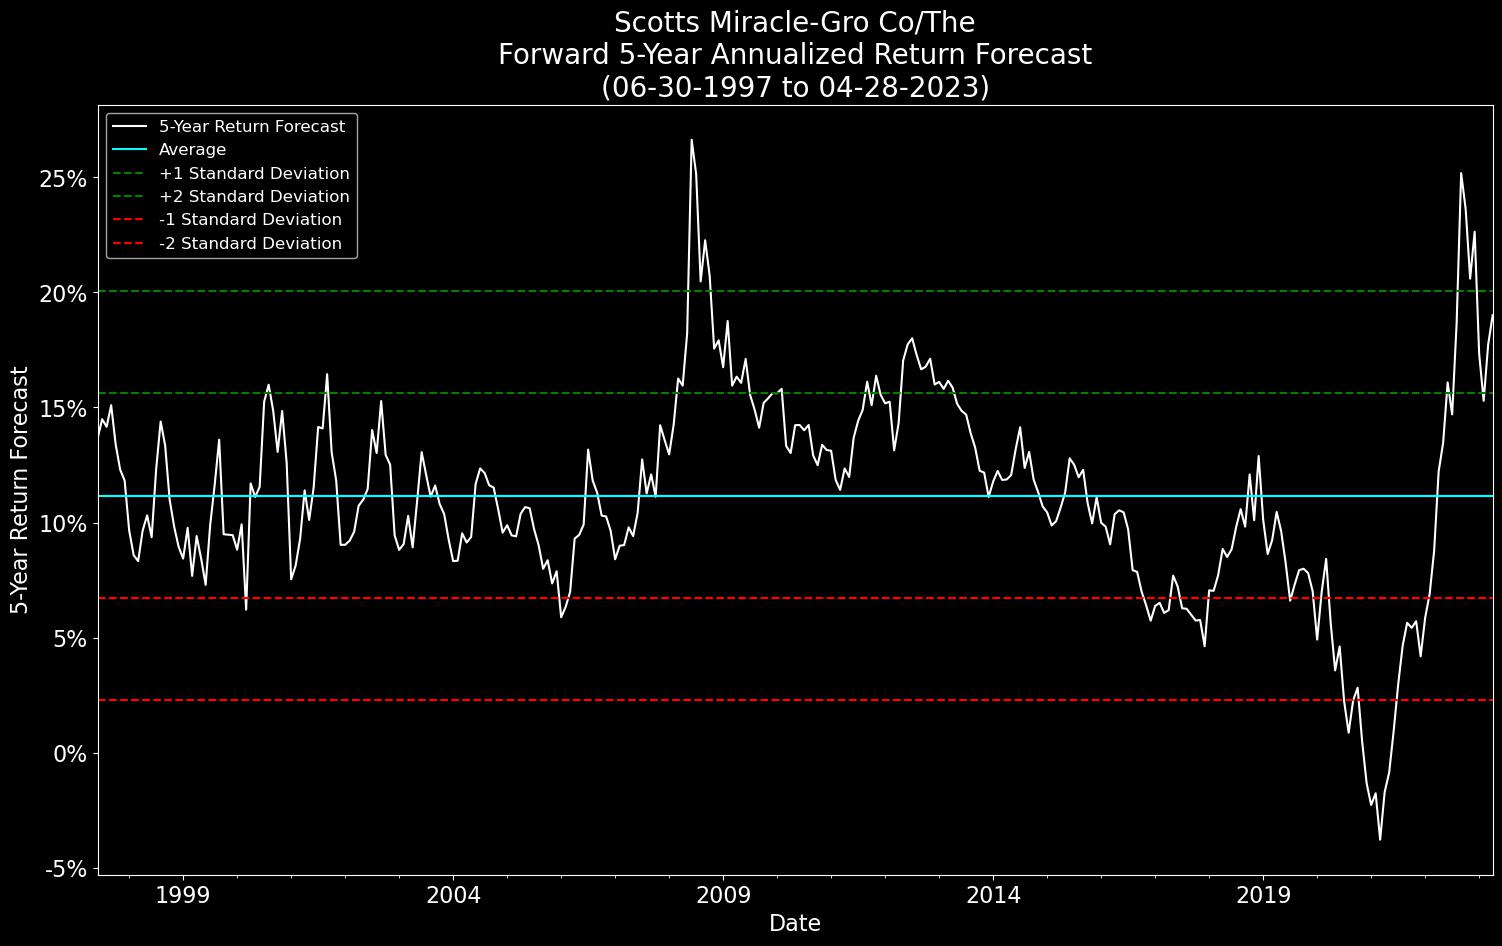 Scotts Miracle-Gro Co/The
Forward 5-Year Annualized Return Forecast
(06-30-1997 to 04-28-2023)
5-Year Return Forecast
Average
+1 Standard Deviation
+2 Standard Deviation
-1 Standard Deviation
-2 Standard Deviation
5-Year Return Forecast
25%
20%
15%
10%
5%
0%
-5%
1999
2004
2009
2014
2019
Date